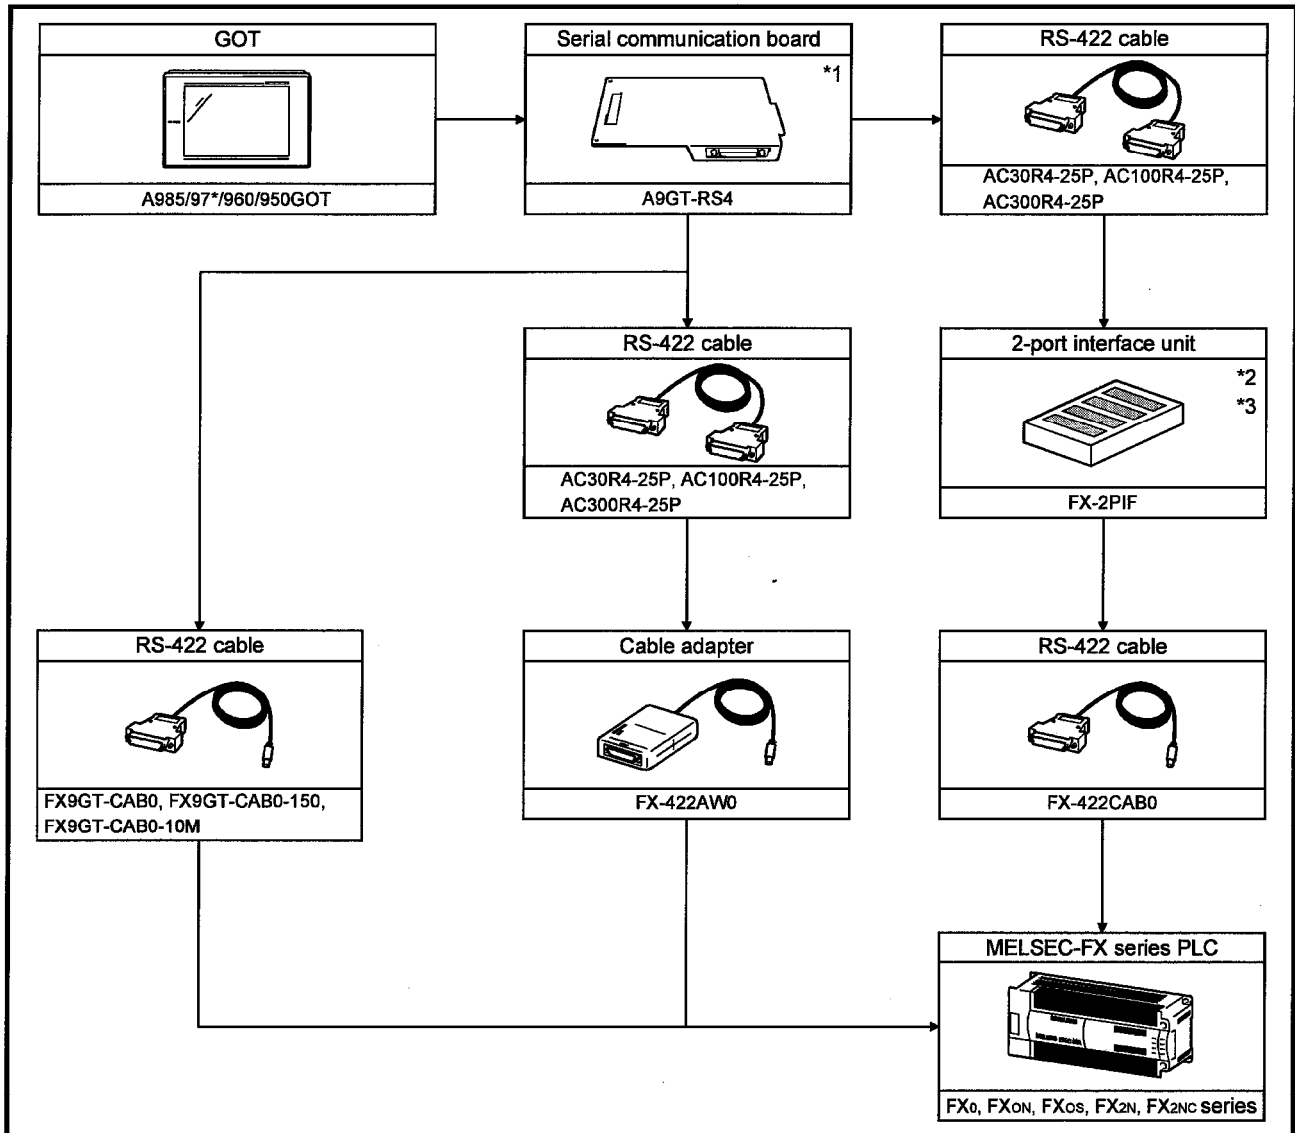 GOT
A985/97*/960/950GOT
Serial communication board
*1
A9GT-RS4
RS-422 cable
AC30R4-25P, AC100R4-25P,
AC300R4-25P
RS-422 cable
AC30R4-25P, AC100R4-25P,
AC300R4-25P
2-port interface unit
*2
*3
FX-2PIF
RS-422 cable
FX9GT-CAB0, FX9GT-CAB0-150,
FX9GT-CAB0-10M
Cable adapter
FX-422AW0
RS-422 cable
FX-422CAB0
MELSEC-FX series PLC
FX0, FX0N, FX0S, FX2N, FX2NC series